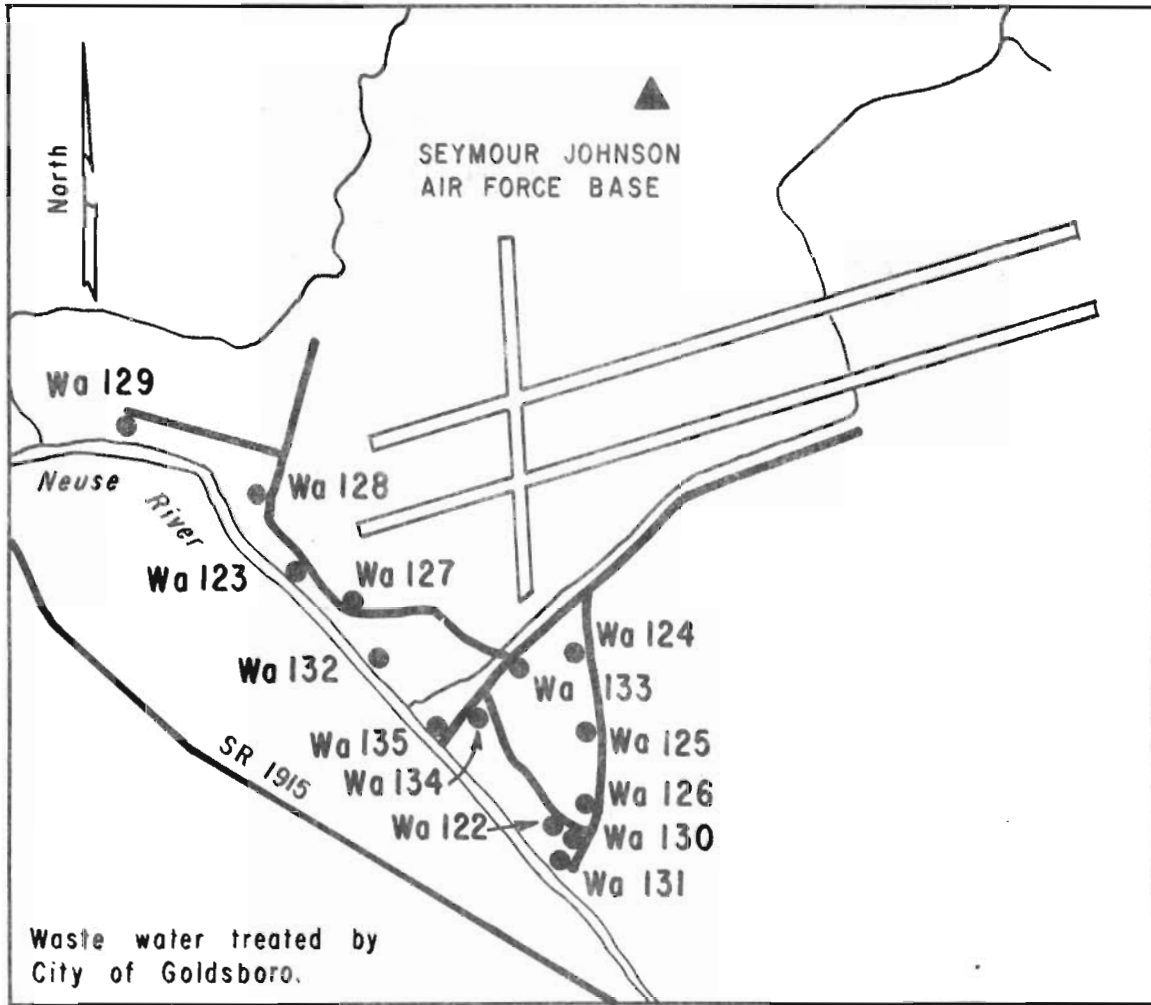 North
SEYMOUR JOHNSON
AIR FORCE BASE
Wa 129
Neuse
River
Wa 128
Wa 123
Wa 127
Wa 124
Wa 132
Wa 133
Wa 125
Wa 135
Wa 134
SR 1915
Wa 126
Wa 122
Wa 130
Wa 131
Waste water treated by
City of Goldsboro.